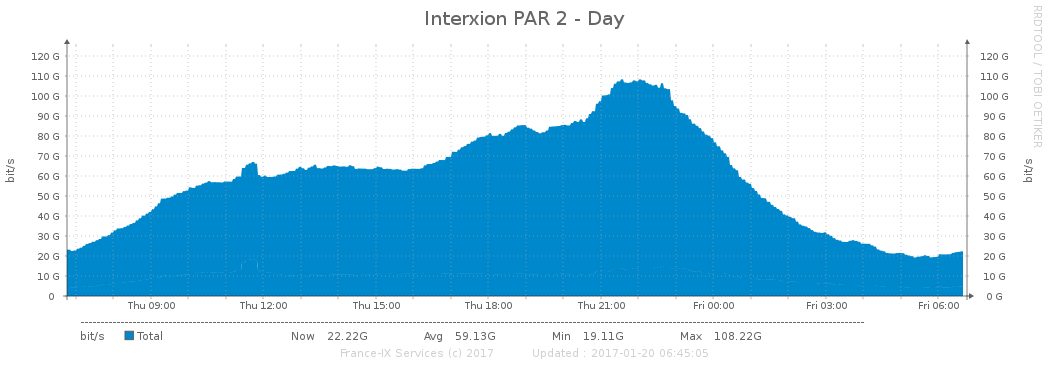 Interxion PAR 2 - Day
RRDTOOL / TOBI OETIKER
120 G 120 G
110 G 110 G
100 G 100 G
90 G 90 G
80 G 80 G
70 G 70 G
60 G 60 G
50 G 50 G
40 G 40 G
30 G 30 G
20 G 20 G
10 G 10 G
0 0 G
bit/s
bit/s
Thu 09:00 Thu 12:00 Thu 15:00 Thu 18:00 Thu 21:00 Fri 00:00 Fri 03:00 Fri 06:00
bit/s Total Now 22.22G Avg 59.13G Min 19.11G Max 108.22G
France-IX Services (c) 2017 Updated : 2017-01-20 06:45:05